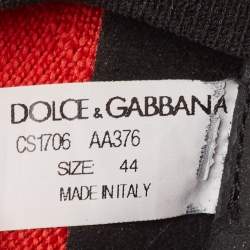 DOLCE & GABBANA
CS1706 AA376
SIZE: 44
MADE IN ITALY